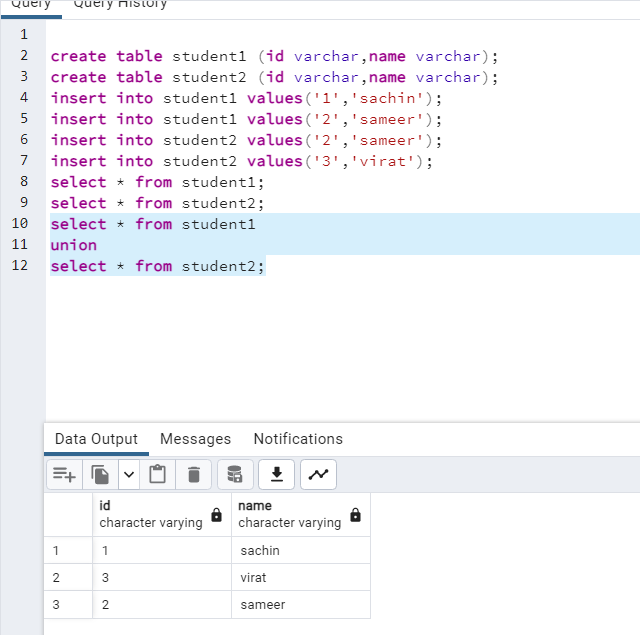 Query Query History
1
2 create table student1 (id varchar,name varchar);
3 create table student2 (id varchar,name varchar);
4 insert into student1 values('1','sachin');
5 insert into student1 values('2','sameer');
6 insert into student2 values('2','sameer');
7 insert into student2 values('3','virat');
8 select * from student1;
9 select * from student2;
10 select * from student1
11 union
12 select * from student2;
Data Output Messages Notifications
id name
character varying character varying
1 1 sachin
2 3 virat
3 2 sameer